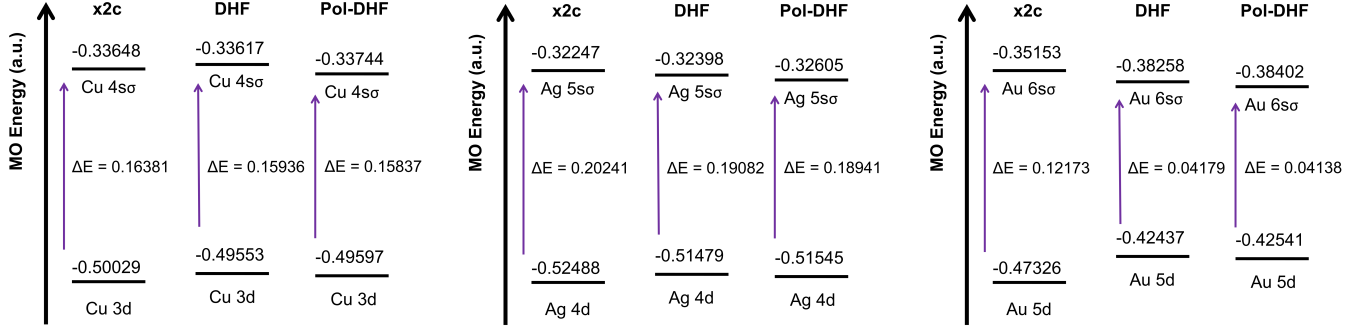 MO Energy (a.u.)
x2c DHF Pol-DHF
-0.33648 -0.33617 -0.33744
Cu 4sσ Cu 4sσ Cu 4sσ
ΔE = 0.16381 ΔE = 0.15936 ΔE = 0.15837
-0.50029 -0.49553 -0.49597
Cu 3d Cu 3d Cu 3d
MO Energy (a.u.)
x2c DHF Pol-DHF
-0.32247 -0.32398 -0.32605
Ag 5sσ Ag 5sσ Ag 5sσ
ΔE = 0.20241 ΔE = 0.19082 ΔE = 0.18941
-0.52488 -0.51479 -0.51545
Ag 4d Ag 4d Ag 4d
MO Energy (a.u.)
x2c DHF Pol-DHF
-0.35153 -0.38258 -0.38402
Au 6sσ Au 6sσ Au 6sσ
ΔE = 0.12173 ΔE = 0.04179 ΔE = 0.04138
-0.47326 -0.42437 -0.42541
Au 5d Au 5d Au 5d